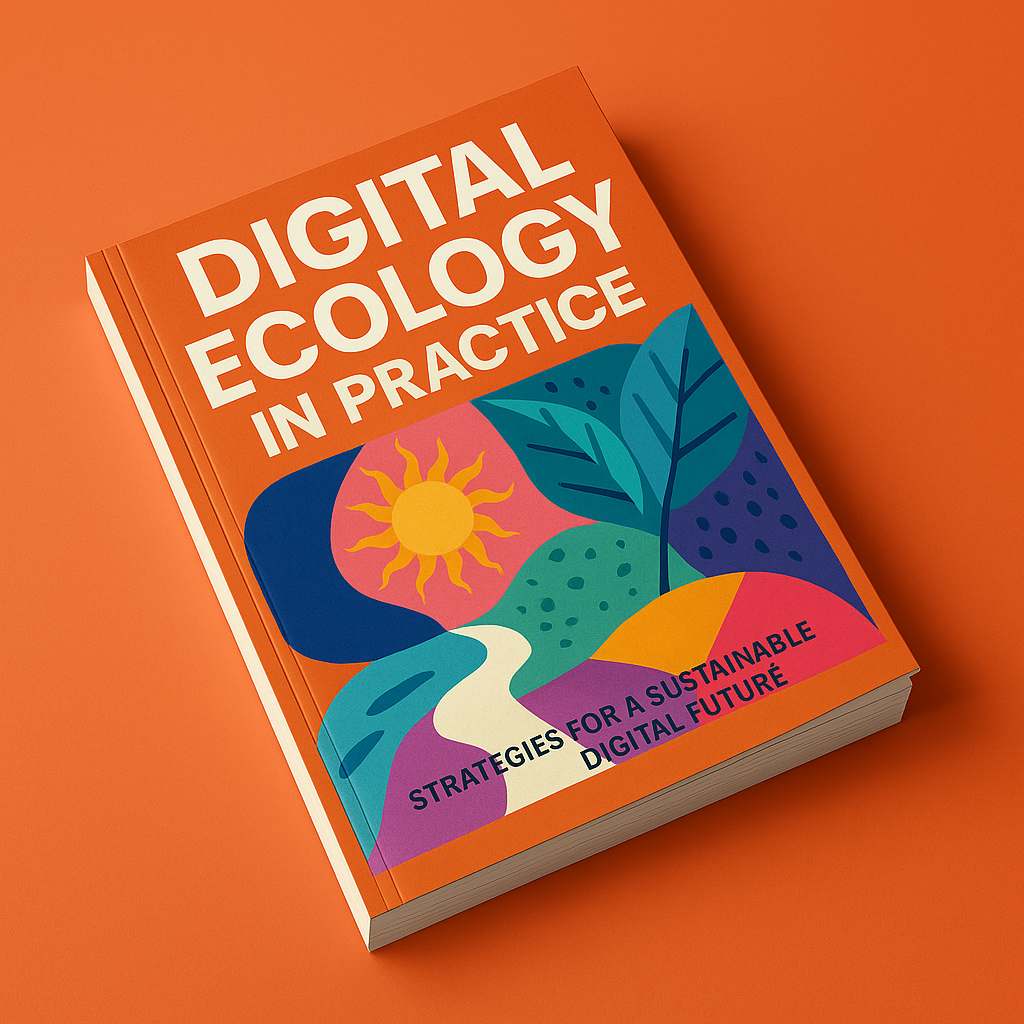 DIGITAL
ECOLOGY
IN PRACTICE
STRATEGIES FOR A SUSTAINABLE
DIGITAL FUTURÉ